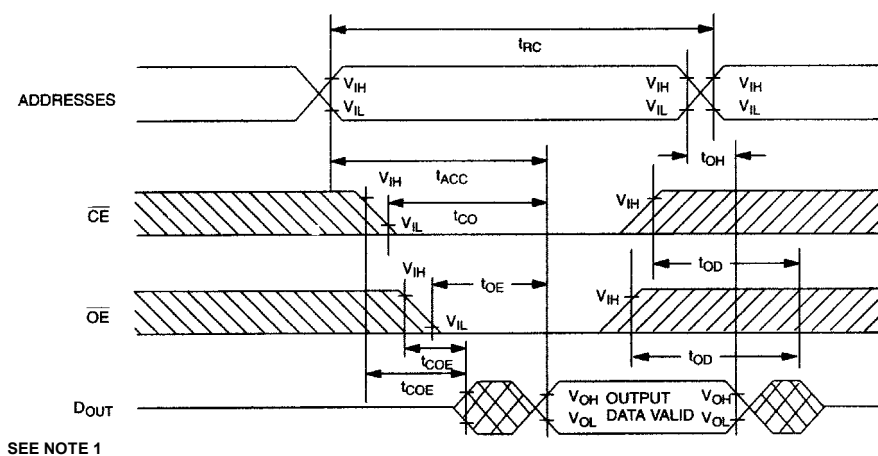 tRC
ADDRESSES
VIH
VIL
VIH
VIL
VIH
VIL
tOH
tACC
CE
VIH
VIL
tCO
VIH
tOD
OE
VIH
VIL
tOE
VIH
tOD
tCOE
tCOE
DOUT
VOH
VOL
OUTPUT
DATA VALID
VOH
VOL
SEE NOTE 1